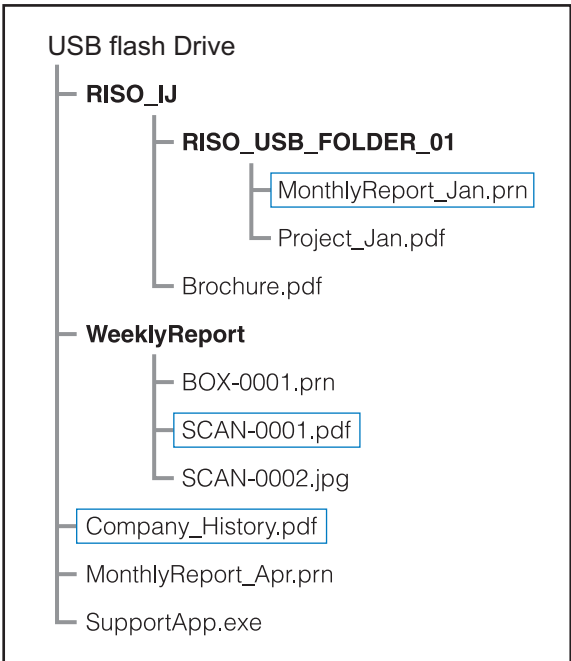 USB flash Drive
RISO_IJ
RISO_USB_FOLDER_01
MonthlyReport_Jan.prn
Project_Jan.pdf
Brochure.pdf
WeeklyReport
BOX-0001.prn
SCAN-0001.pdf
SCAN-0002.jpg
Company_History.pdf
MonthlyReport_Apr.prn
SupportApp.exe